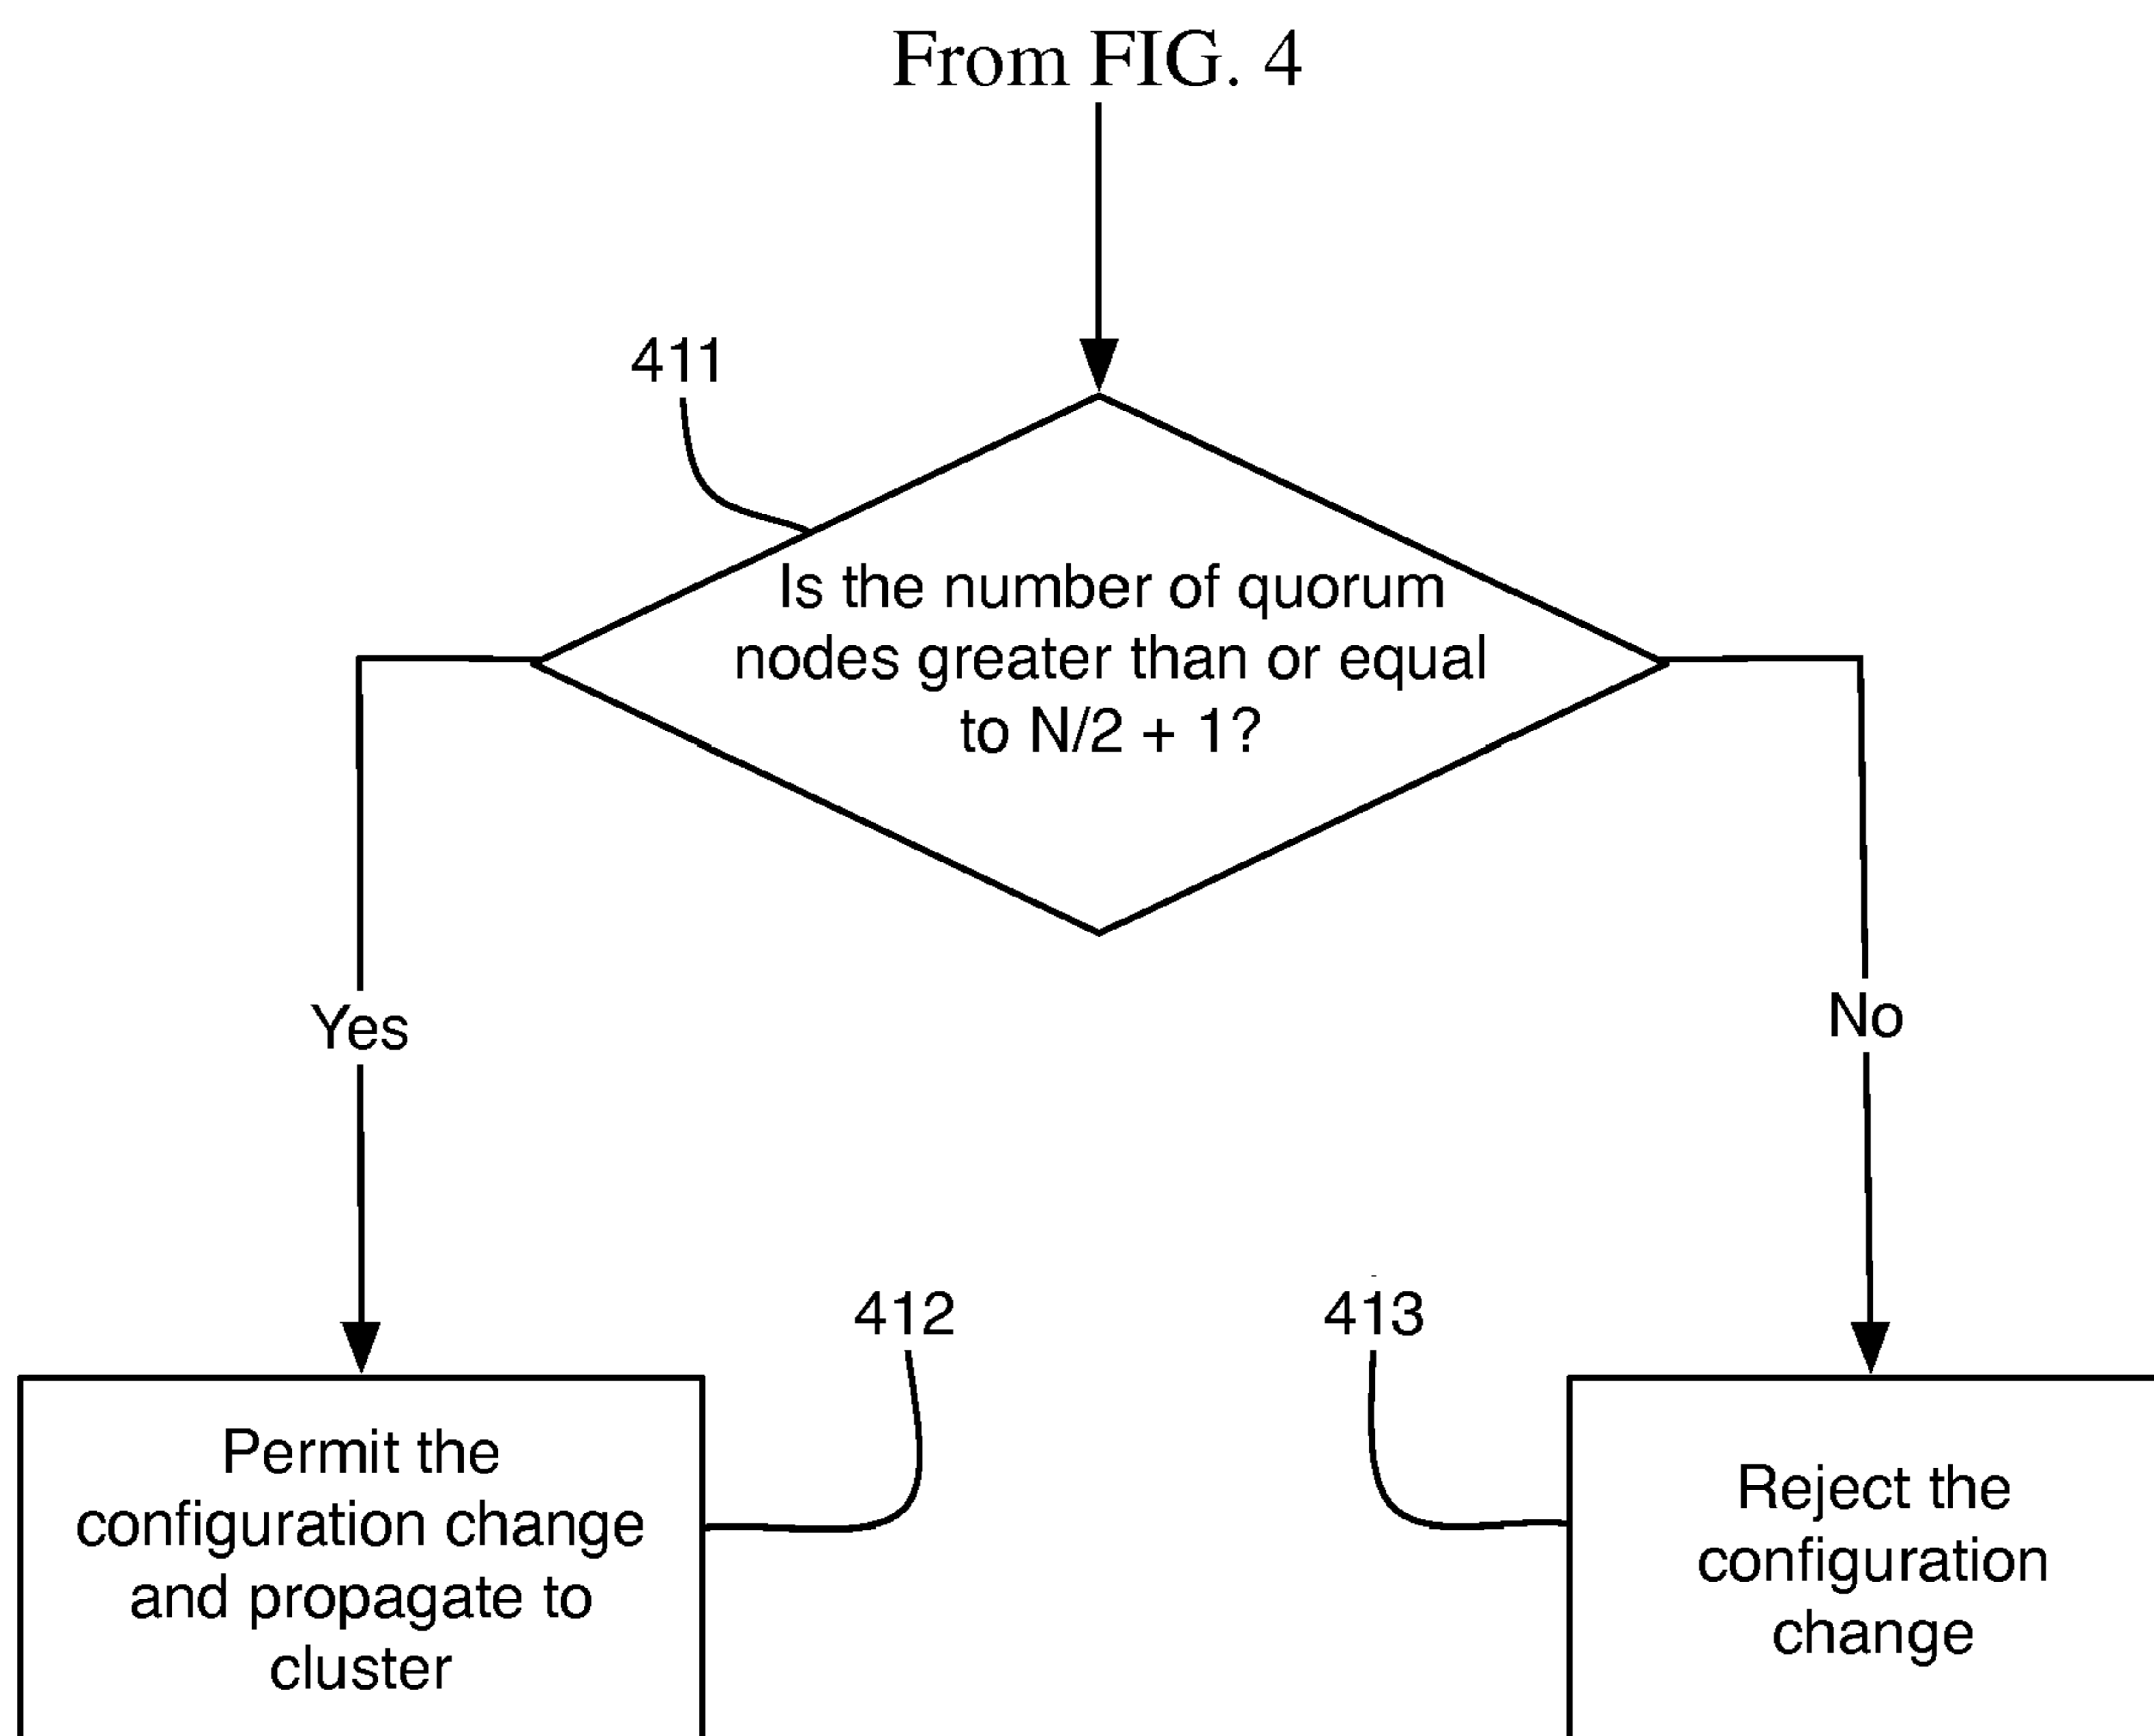 From FIG. 4
411
Is the number of quorum
nodes greater than or equal
to N/2 + 1?
Yes
No
412
413
Permit the
configuration change
and propagate to
cluster
Reject the
configuration
change